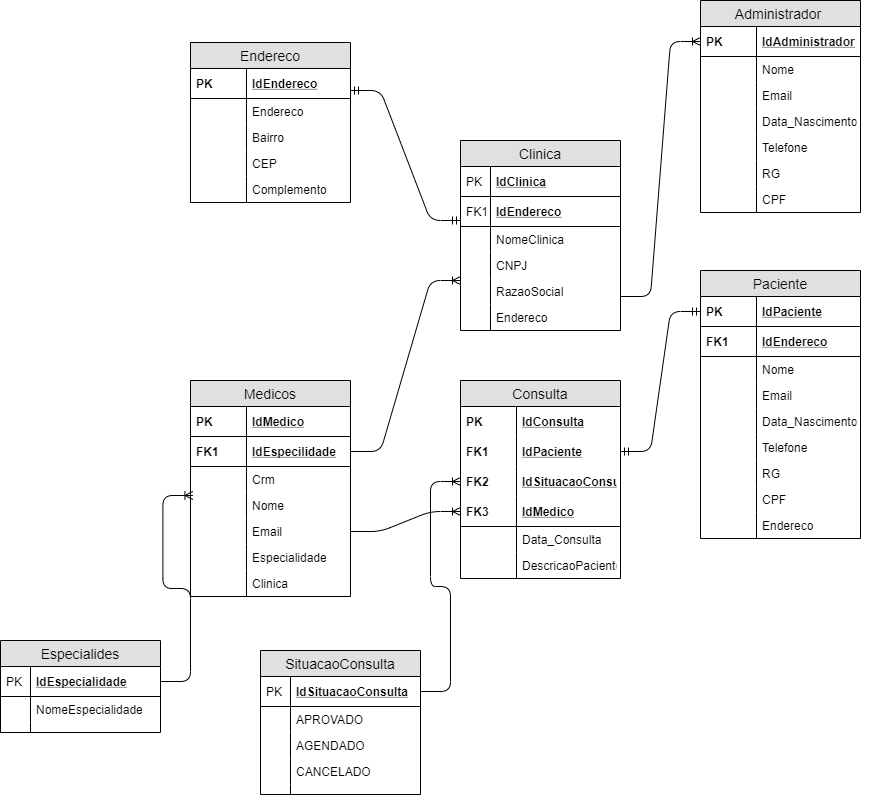 Administrador
PK IdAdministrador
Nome
Email
Data_Nascimento
Telefone
RG
CPF
Endereco
PK IdEndereco
Endereco
Bairro
CEP
Complemento
Clinica
PK IdClinica
FK1 IdEndereco
NomeClinica
CNPJ
RazaoSocial
Endereco
Paciente
PK IdPaciente
FK1 IdEndereco
Nome
Email
Data_Nascimento
Telefone
RG
CPF
Endereco
Medicos
PK IdMedico
FK1 IdEspecilidade
Crm
Nome
Email
Especialidade
Clinica
Consulta
PK IdConsulta
FK1 IdPaciente
FK2 IdSituacaoConsu
FK3 IdMedico
Data_Consulta
DescricaoPaciente
Especialides
PK IdEspecialidade
NomeEspecialidade
SituacaoConsulta
PK IdSituacaoConsulta
APROVADO
AGENDADO
CANCELADO